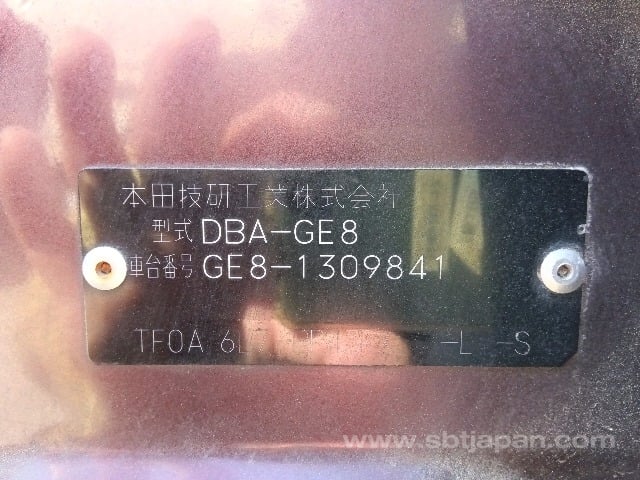 本田技研工業株式会社
型式 DBA-GE8
車台番号 GE8-1309841
TF0A -L -S
www.sbtjapan.com